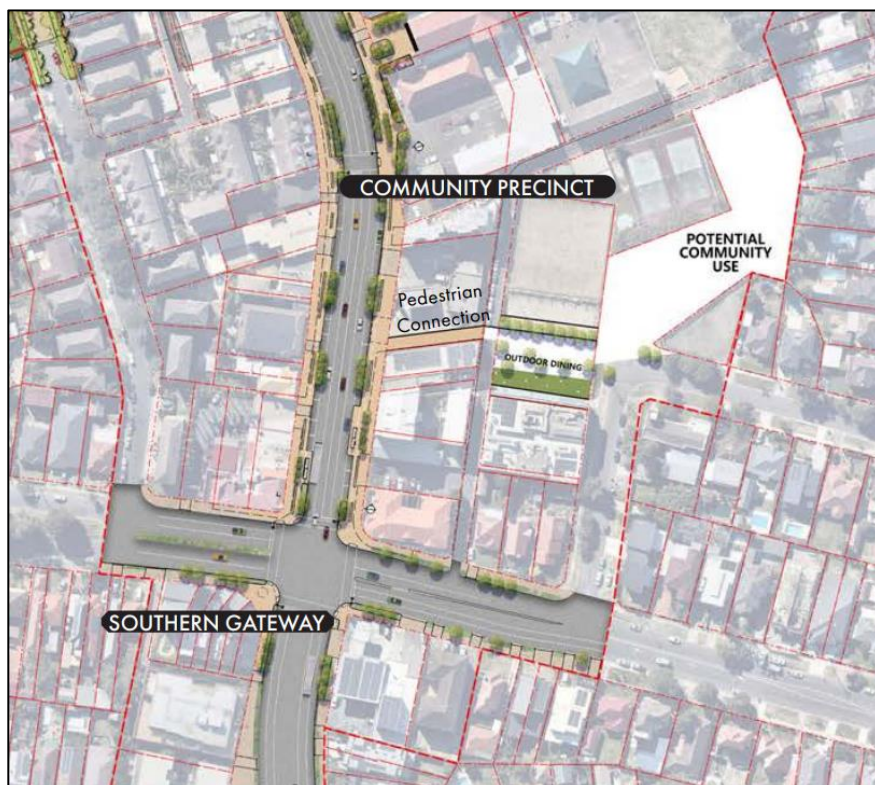 COMMUNITY PRECINCT
POTENTIAL
COMMUNITY
USE
Pedestrian
Connection
OUTDOOR DINING
SOUTHERN GATEWAY